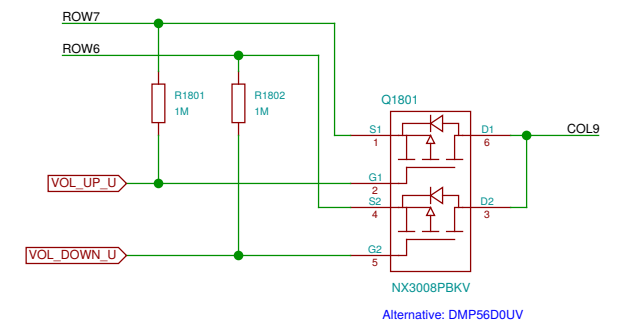 ROW7
ROW6
R1801
1M
R1802
1M
Q1801
S1
1
D1
6
COL9
G1
2
VOL_UP_U
S2
4
D2
3
G2
5
VOL_DOWN_U
NX3008PBKV
Alternative: DMP56D0UV